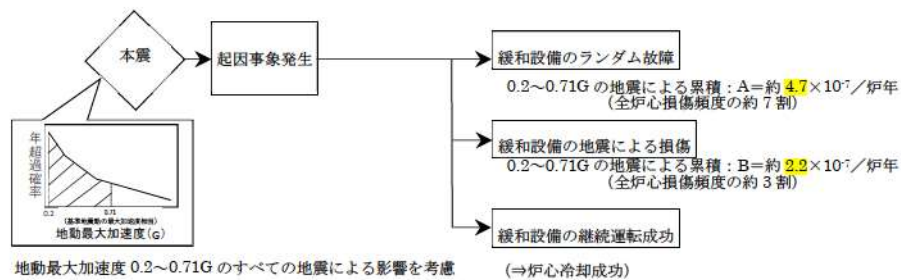 本震
起因事象発生
緩和設備のランダム故障
0.2~0.71G の地震による累積：A＝約 4.7×10⁻⁷／炉年
（全炉心損傷頻度の約 7 割）
緩和設備の地震による損傷
0.2~0.71G の地震による累積：B＝約 2.2×10⁻⁷／炉年
（全炉心損傷頻度の約 3 割）
緩和設備の継続運転成功
（⇒炉心冷却成功）
年超過確率
0.2
0.71
（基準地震動の最大加速度相当）
地動最大加速度（G）
地動最大加速度 0.2~0.71G のすべての地震による影響を考慮